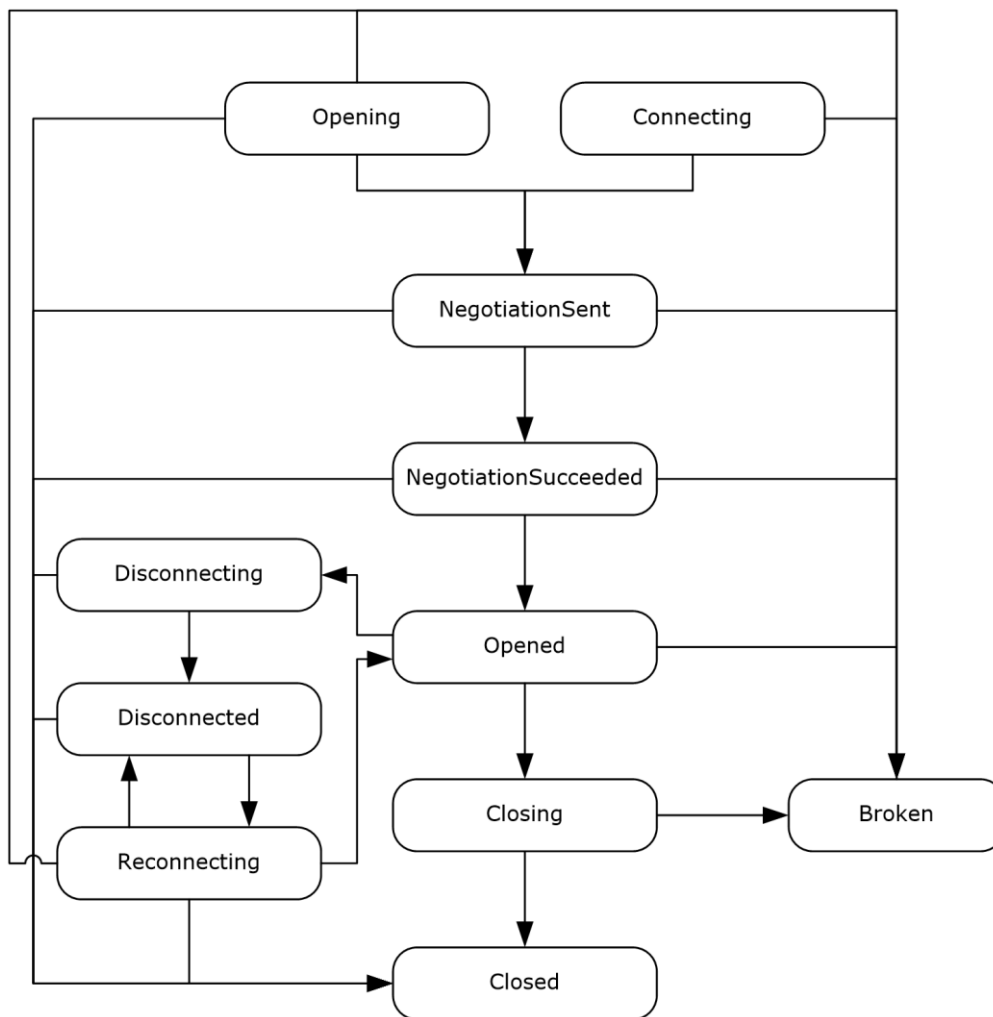 Opening
Connecting
NegotiationSent
NegotiationSucceeded
Disconnecting
Opened
Disconnected
Closing
Broken
Reconnecting
Closed